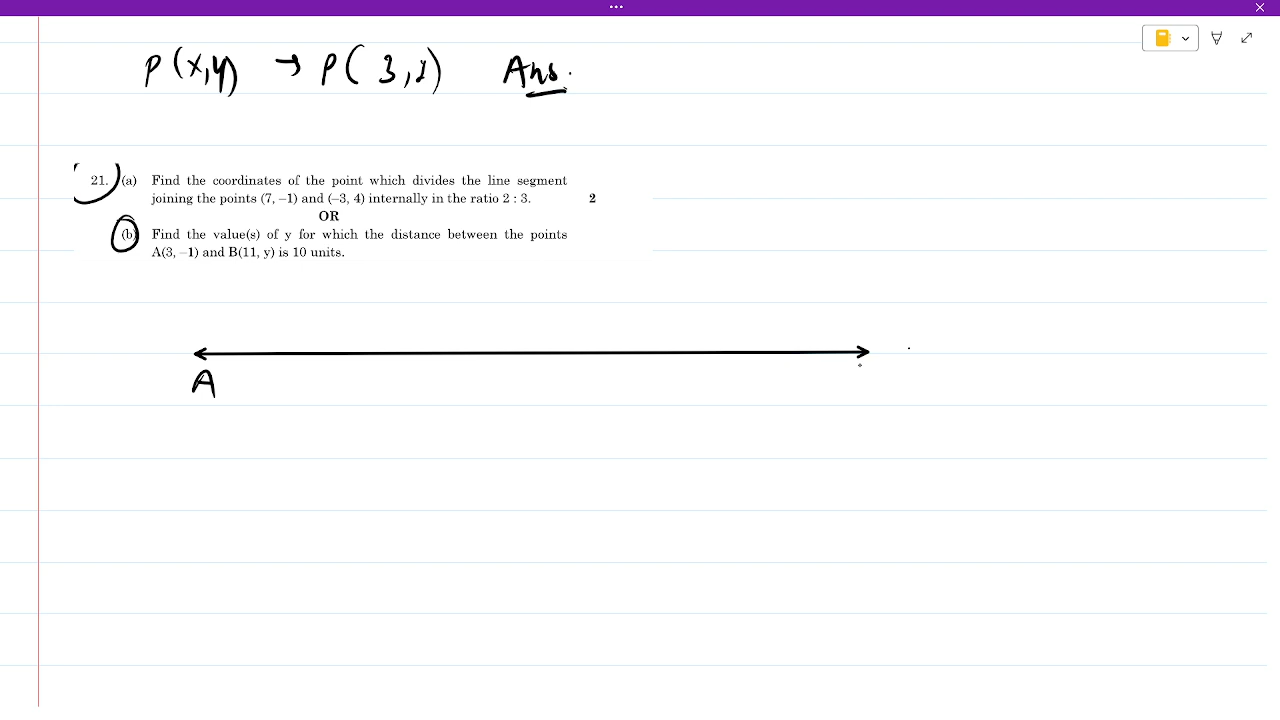 P(x,y) → P(3,1) Ans.
21. (a) Find the coordinates of the point which divides the line segment
joining the points (7, –1) and (–3, 4) internally in the ratio 2 : 3. 2
OR
(b) Find the value(s) of y for which the distance between the points
A(3, –1) and B(11, y) is 10 units.
A